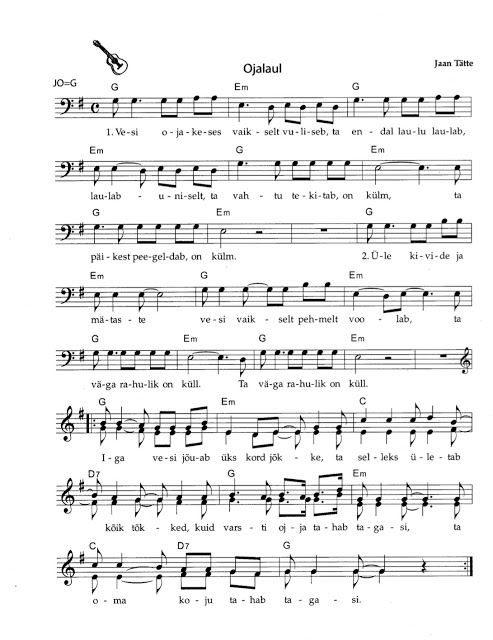 Ojalaul
Jaan Tätte
JO=G
G Em G
1. Ve-si o-ja-ke-ses vaik-selt vu-li-seb, ta en-dal lau-lu lau-lab,
Em G Em
lau-lab - u-ni-selt, ta vah-tu te-ki-tab, on külm, ta
G Em G
päi-kest pee-gel-dab, on külm. 2. Ü-le ki-vi-de ja
Em G Em
mä-tas-te ve-si vaik-selt peh-melt voo-lab, ta
G Em G Em
vä-ga ra-hu-lik on küll. Ta vä-ga ra-hu-lik on küll.
G Em C
I-ga ve-si jõu-ab üks kord jõk-ke, ta sel-leks ü-le-tab
D7 G Em
kõik tõk-ked, kuid vars-ti oj-ja ta-hab ta-ga-si, ta
C D7 G
o-ma ko-ju ta-hab ta-ga-si.